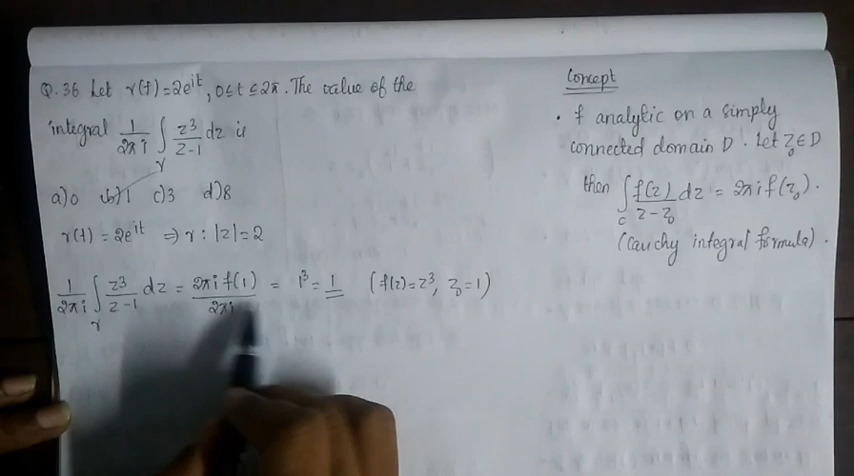 Q.36 Let γ(t)=2e^{it}, 0≤t≤2π. The value of the
integral 1/2πi ∫_γ z³/z-1 dz is
a)0 b)1 c)3 d)8
γ(t)=2e^{it} ⇒ γ: |z|=2
1/2πi ∫_γ z³/z-1 dz = 2πi f(1)/2πi = 1³ = 1 (f(z)=z³, z₀=1)
Concept
• f analytic on a simply
connected domain D. Let z₀∈D
then ∫_c f(z)/z-z₀ dz = 2πi f(z₀).
(Cauchy integral formula).